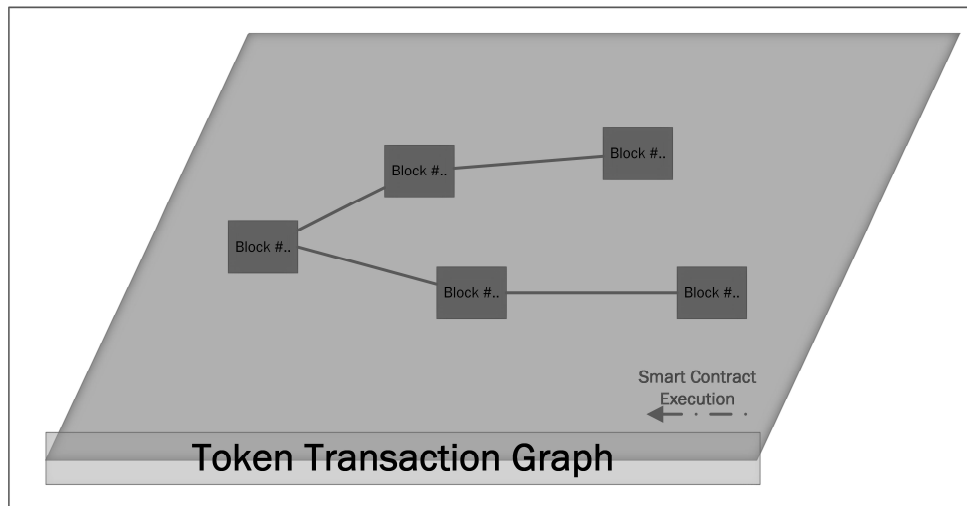 Block #..
Block #..
Block #..
Block #..
Block #..
Smart Contract
Execution
Token Transaction Graph